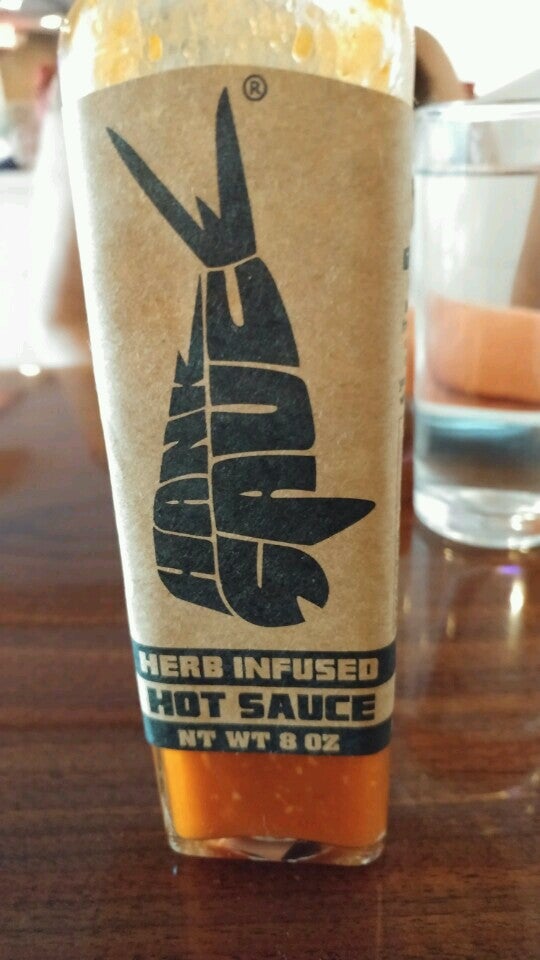 ®
HANK
SAUCE
HERB INFUSED
HOT SAUCE
NT WT 8 OZ